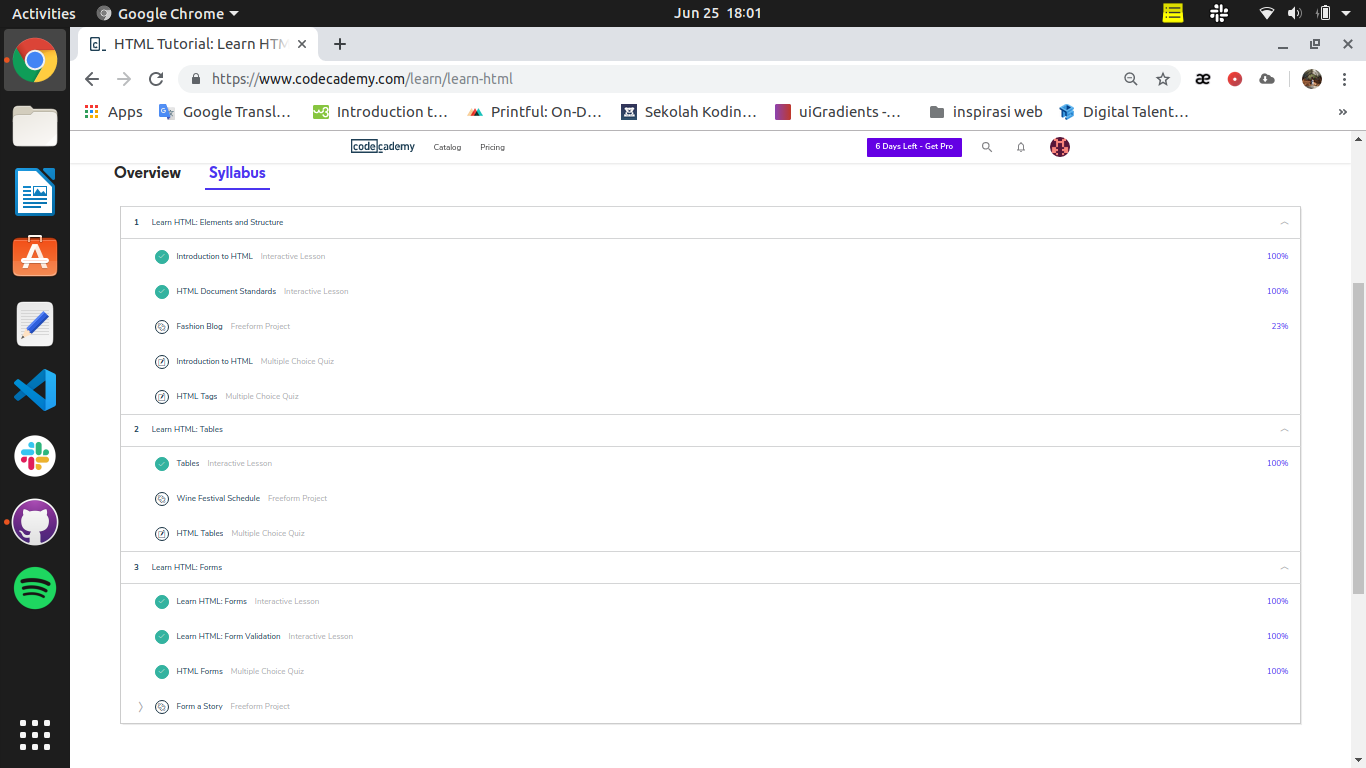 Activities Google Chrome Jun 25 18:01
HTML Tutorial: Learn HTM
https://www.codecademy.com/learn/learn-html
Apps Google Transl... Introduction t... Printful: On-D... Sekolah Kodin... uiGradients -... inspirasi web Digital Talent... »
codecademy Catalog Pricing 6 Days Left - Get Pro
Overview Syllabus
1 Learn HTML: Elements and Structure
Introduction to HTML Interactive Lesson 100%
HTML Document Standards Interactive Lesson 100%
Fashion Blog Freeform Project 23%
Introduction to HTML Multiple Choice Quiz
HTML Tags Multiple Choice Quiz
2 Learn HTML: Tables
Tables Interactive Lesson 100%
Wine Festival Schedule Freeform Project
HTML Tables Multiple Choice Quiz
3 Learn HTML: Forms
Learn HTML: Forms Interactive Lesson 100%
Learn HTML: Form Validation Interactive Lesson 100%
HTML Forms Multiple Choice Quiz 100%
Form a Story Freeform Project